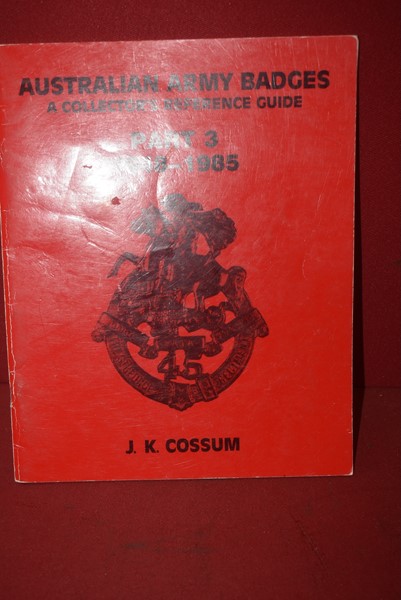 AUSTRALIAN ARMY BADGES
A COLLECTOR'S REFERENCE GUIDE
PART 3
-1985
45
J. K. COSSUM